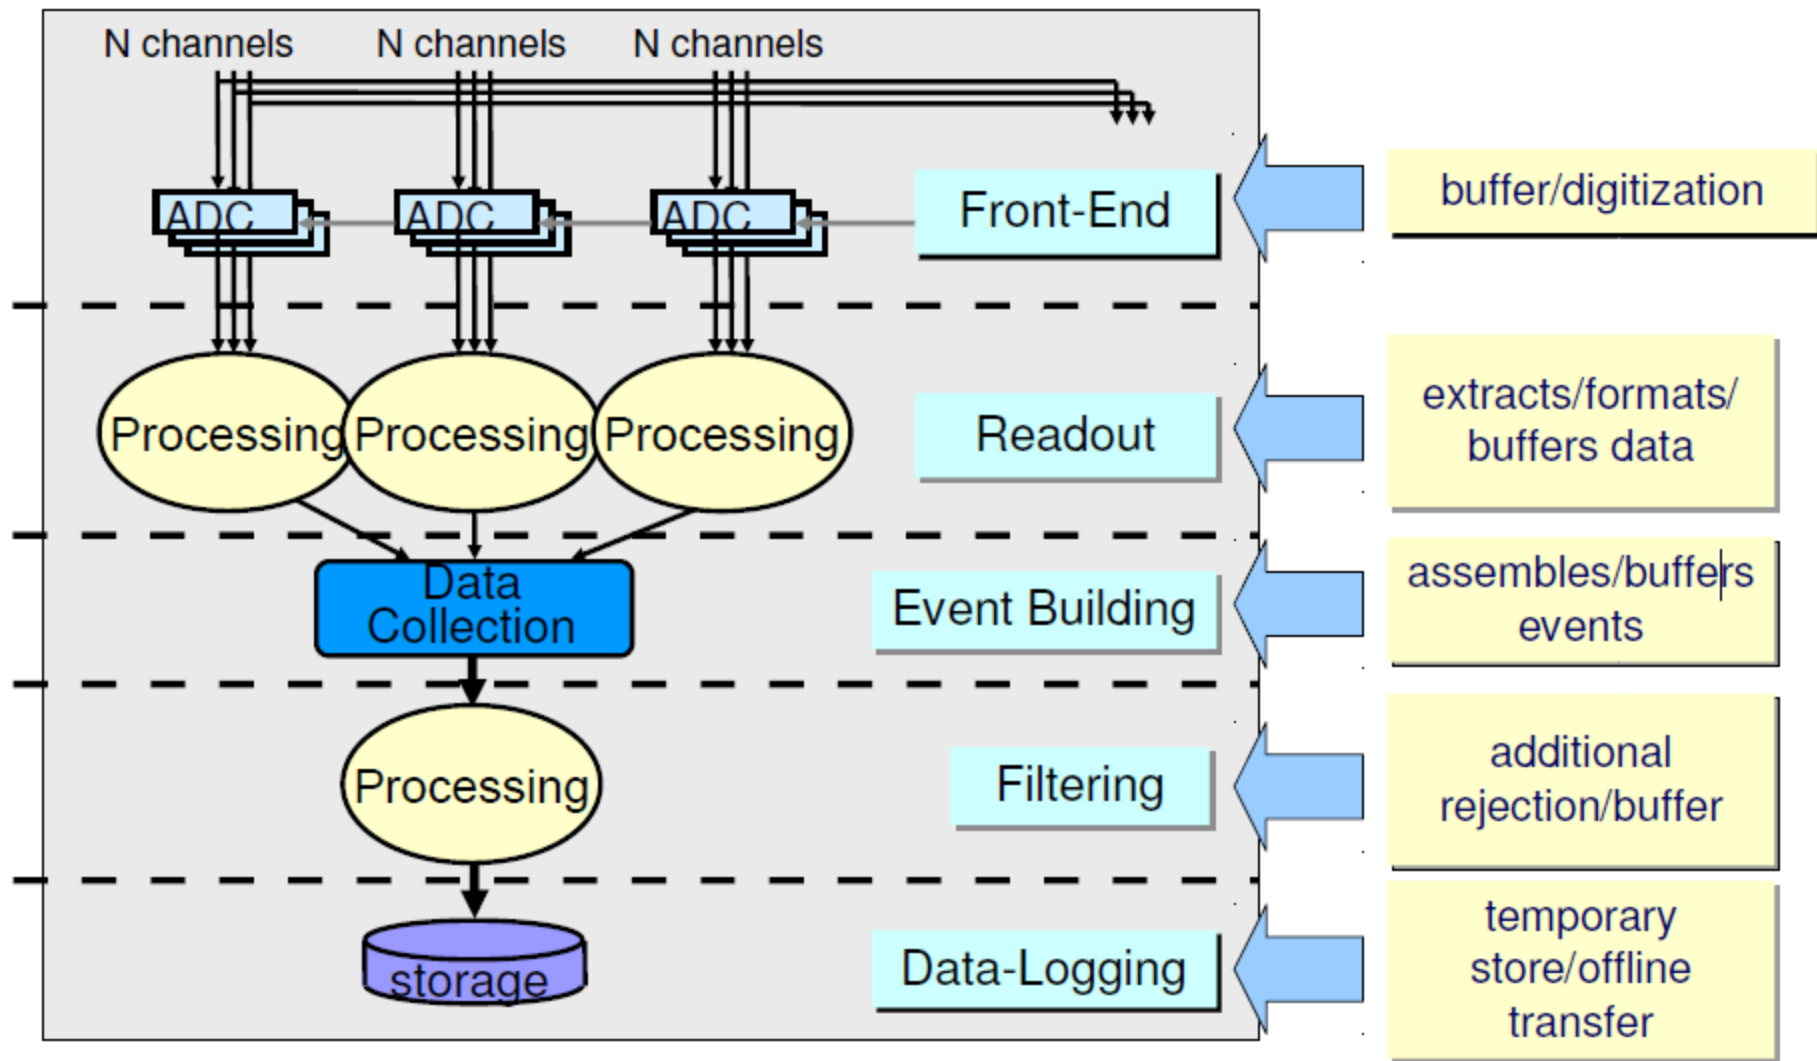 N channels
N channels
N channels
ADC
ADC
ADC
Front-End
buffer/digitization
Processing
Processing
Processing
Readout
extracts/formats/
buffers data
Data
Collection
Event Building
assembles/buffers
events
Processing
Filtering
additional
rejection/buffer
storage
Data-Logging
temporary
store/offline
transfer